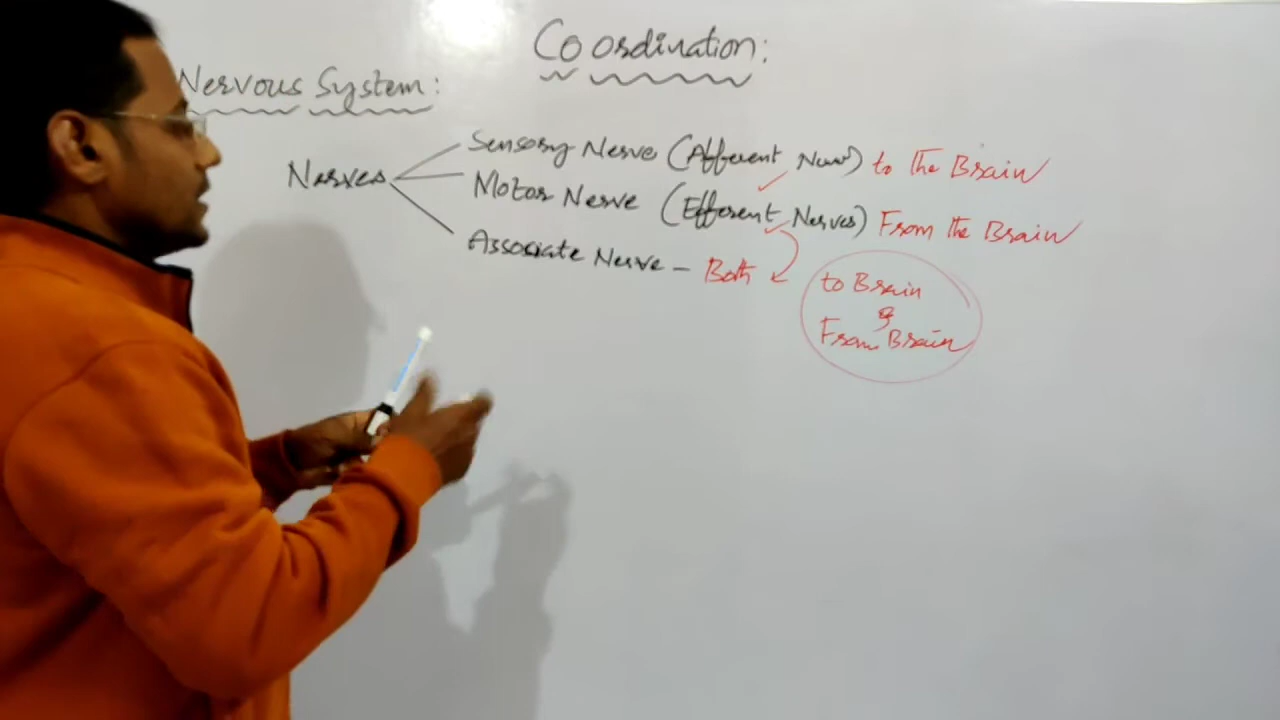 Coordination:
Nervous System:
Nerves
Sensory Nerve (Afferent Nerve) to the Brain
Motor Nerve (Efferent Nerves) From the Brain
Associate Nerve - Both
to Brain
&
From Brain